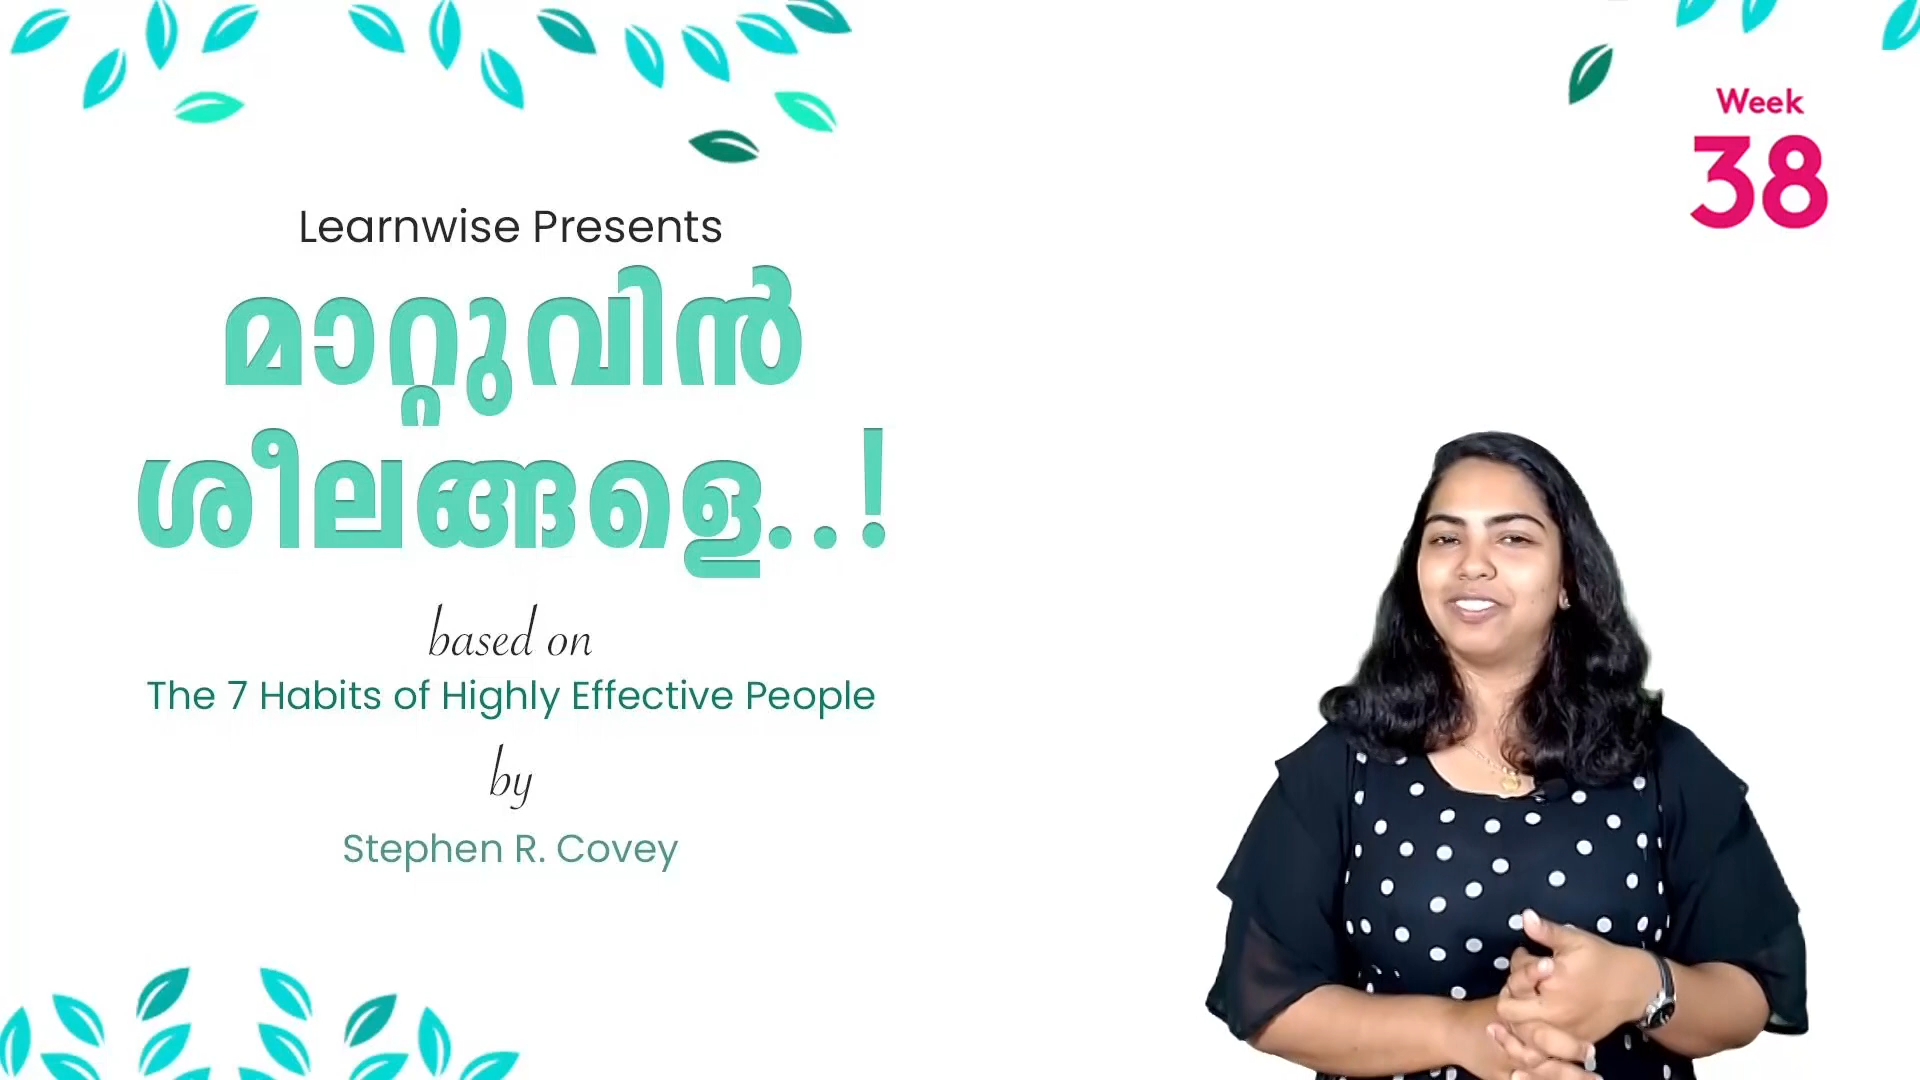 Learnwise Presents
മാറ്റുവിൻ
ശീലങ്ങളെ..!
based on
The 7 Habits of Highly Effective People
by
Stephen R. Covey
Week
38